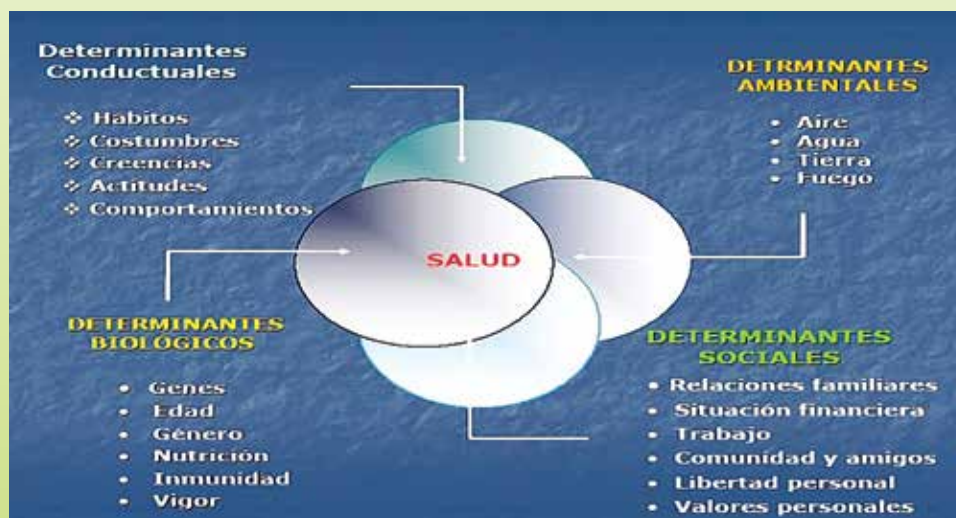 Determinantes
Conductuales
❖ Hábitos
❖ Costumbres
❖ Creencias
❖ Actitudes
❖ Comportamientos
DETRMINANTES
AMBIENTALES
• Aire
• Agua
• Tierra
• Fuego
SALUD
DETERMINANTES
BIOLÓGICOS
• Genes
• Edad
• Género
• Nutrición
• Inmunidad
• Vigor
DETERMINANTES
SOCIALES
• Relaciones familiares
• Situación financiera
• Trabajo
• Comunidad y amigos
• Libertad personal
• Valores personales